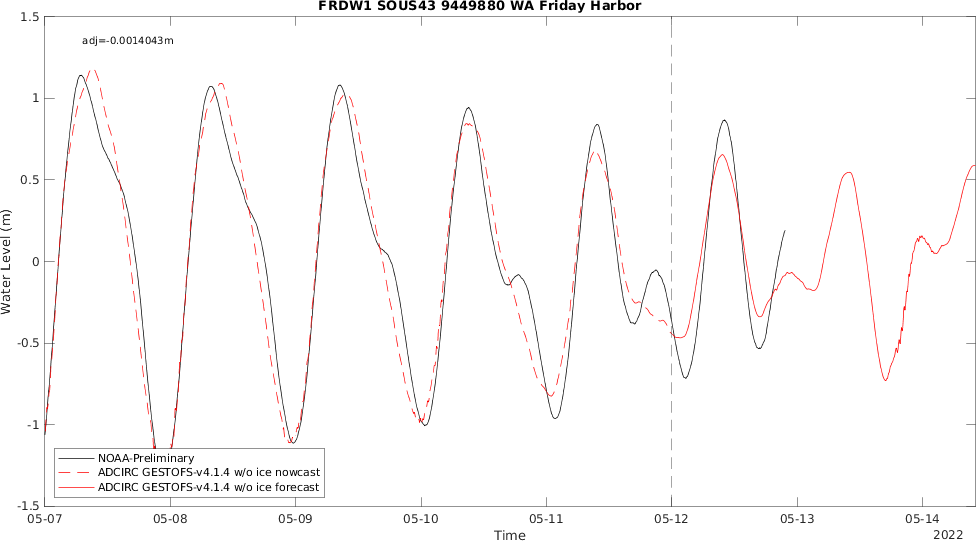 FRDW1 SOUS43 9449880 WA Friday Harbor
adj=-0.0014043m
1.5
1
0.5
0
-0.5
-1
-1.5
Water Level (m)
NOAA-Preliminary
ADCIRC GESTOFS-v4.1.4 w/o ice nowcast
ADCIRC GESTOFS-v4.1.4 w/o ice forecast
05-07 05-08 05-09 05-10 05-11 05-12 05-13 05-14
Time
2022